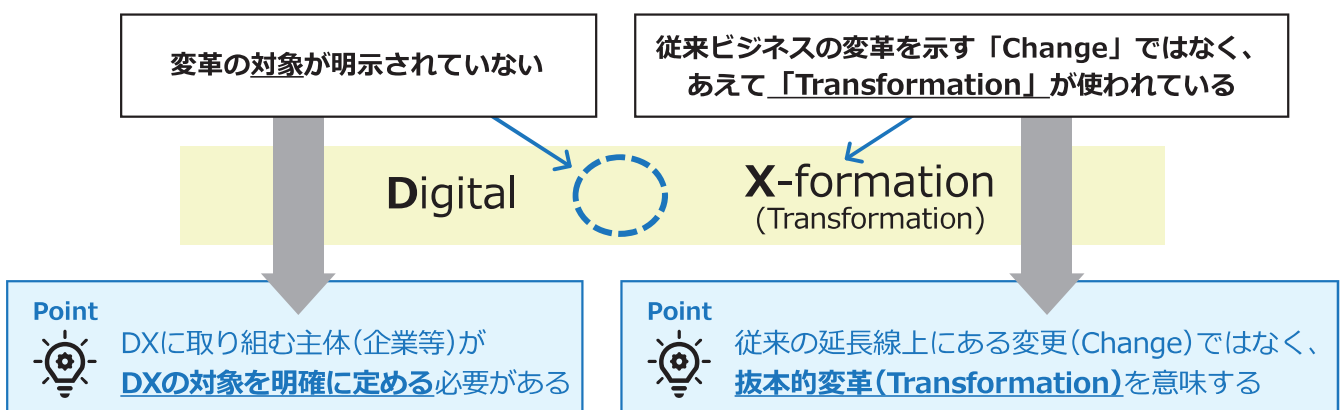 変革の対象が明示されていない
従来ビジネスの変革を示す「Change」ではなく、
あえて「Transformation」が使われている
Digital
X-formation
(Transformation)
Point
DXに取り組む主体(企業等)が
DXの対象を明確に定める必要がある
Point
従来の延長線上にある変更(Change)ではなく、
抜本的変革(Transformation)を意味する